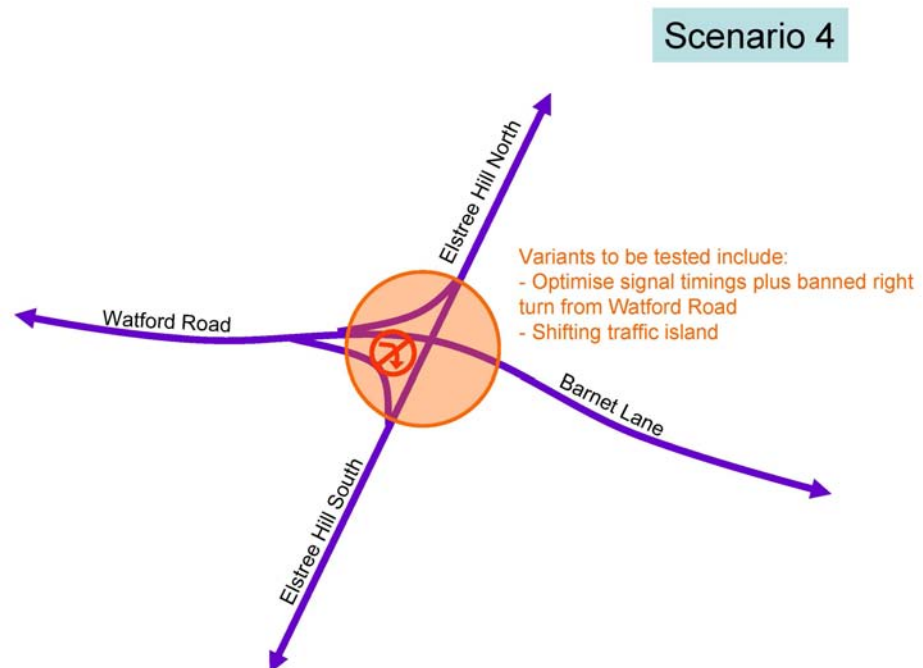 Scenario 4
Elstree Hill North
Variants to be tested include:
- Optimise signal timings plus banned right
turn from Watford Road
- Shifting traffic island
Watford Road
Barnet Lane
Elstree Hill South